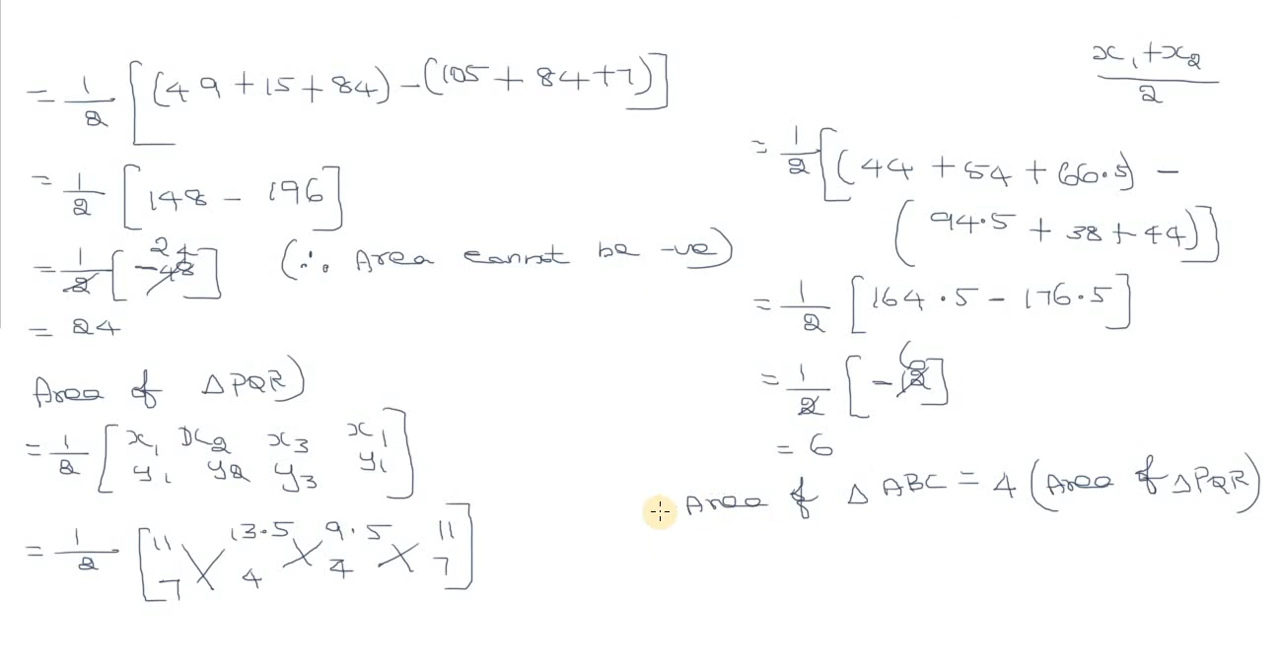 = 1/2 [(49 + 15 + 84) - (105 + 84 + 7)]
= 1/2 [148 - 196]
= 1/2 [-48] 24 (∴ Area cannot be -ve)
= 24
Area of △PQR)
= 1/2 [x₁ x₂ x₃ x₁
y₁ y₂ y₃ y₁]
= 1/2 [11 13.5 9.5 11
7 4 4 7]
x₁ + x₂
2
= 1/2 [(44 + 54 + 66.5) -
(94.5 + 38 + 44)]
= 1/2 [164.5 - 176.5]
= 1/2 [-12] 6
= 6
Area of △ ABC = 4 (Area of △PQR)